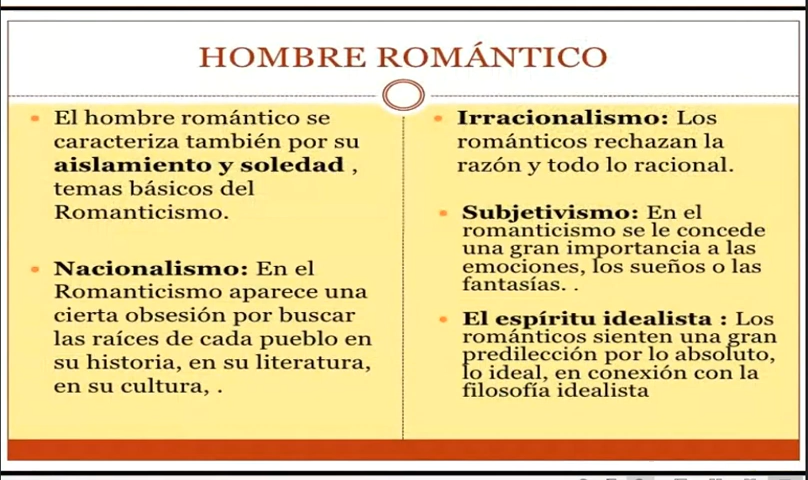 HOMBRE ROMÁNTICO
• El hombre romántico se
caracteriza también por su
aislamiento y soledad ,
temas básicos del
Romanticismo.
• Nacionalismo: En el
Romanticismo aparece una
cierta obsesión por buscar
las raíces de cada pueblo en
su historia, en su literatura,
en su cultura, .
• Irracionalismo: Los
románticos rechazan la
razón y todo lo racional.
• Subjetivismo: En el
romanticismo se le concede
una gran importancia a las
emociones, los sueños o las
fantasías. .
• El espíritu idealista : Los
románticos sienten una gran
predilección por lo absoluto,
lo ideal, en conexión con la
filosofía idealista